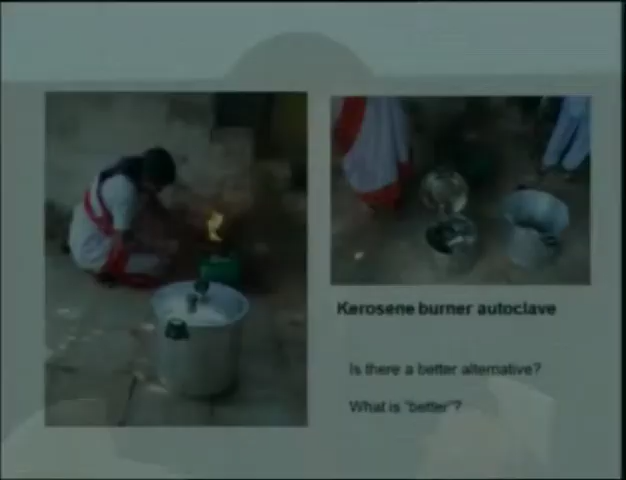 Kerosene burner autoclave
Is there a better alternative?
What is "better"?